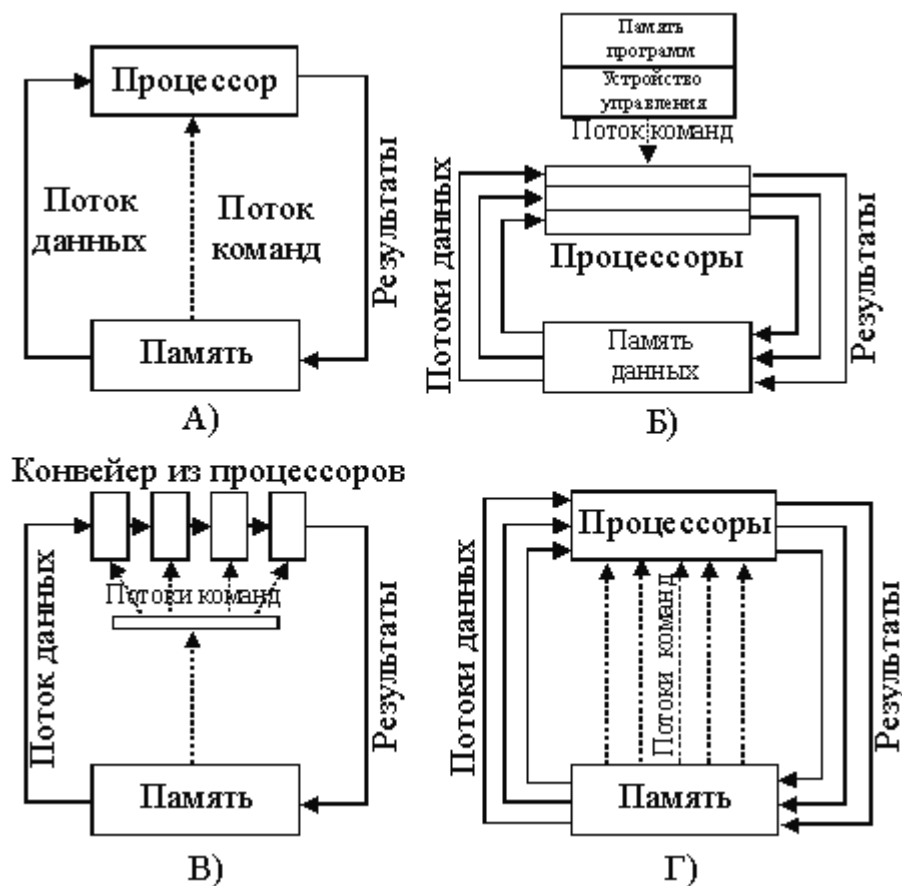 Процессор
Поток
данных
Поток
команд
Результаты
Память
А)
Память
программ
Устройство
управления
Поток команд
Потоки данных
Процессоры
Результаты
Память
данных
Б)
Конвейер из процессоров
Потоки команд
Поток данных
Результаты
Память
В)
Процессоры
Потоки данных
Потоки команд
Результаты
Память
Г)